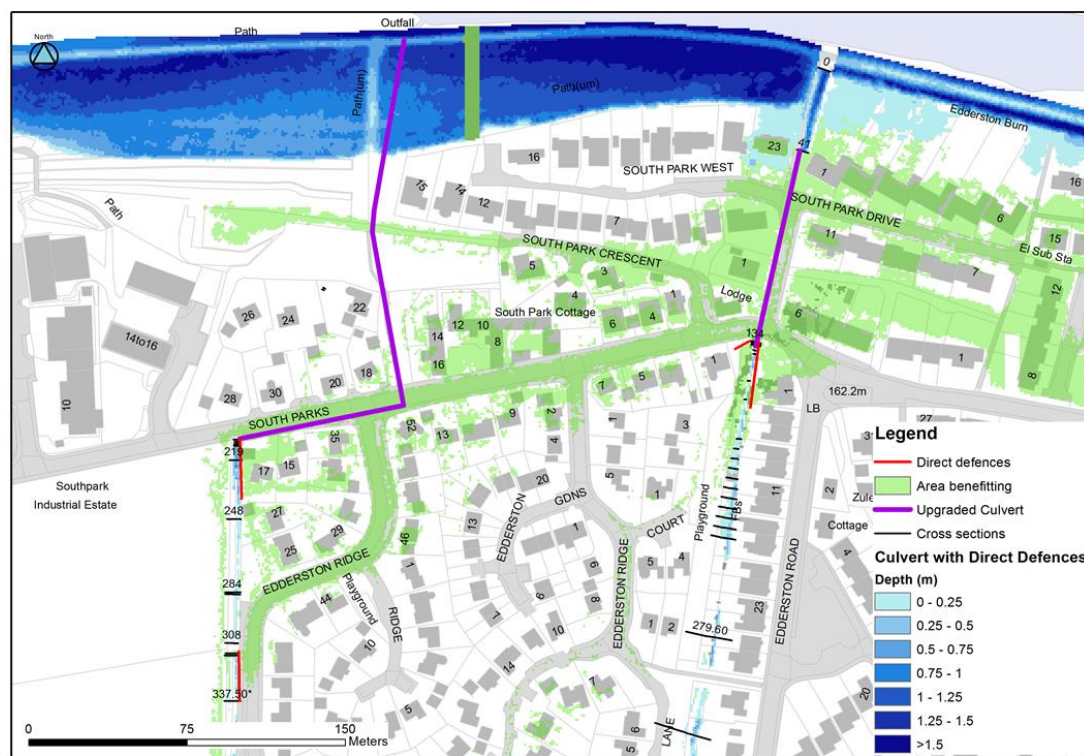 North
Path
Outfall
Path(um)
Path(um)
0
Edderston Burn
41
23
16
SOUTH PARK WEST
1
16
Path
15
14
12
7
SOUTH PARK DRIVE
6
15
El Sub Sta
11
7
12
SOUTH PARK CRESCENT
5
3
1
Lodge
4
South Park Cottage
1
6
4
134
6
1
8
26
24
22
14
12
10
8
16
14to16
10
28
30
20
18
SOUTH PARKS
52
13
9
2
4
7
5
1
1
162.2m
LB
27
219
17
15
35
1
3
Southpark
Industrial Estate
248
27
25
29
46
20
13
EDDERSTON
GDNS
5
1
COURT
Playground
FBs
11
2
Cottage
4
EDDERSTON RIDGE
284
44
Playground
RIDGE
1
1
6
6
8
7
10
EDDERSTON RIDGE
5
4
1
2
279.60
23
EDDERSTON ROAD
308
10
5
14
7
337.50*
6
5
LANE
20
0
75
150
Meters
Legend
Direct defences
Area benefitting
Upgraded Culvert
Cross sections
Culvert with Direct Defences
Depth (m)
0 - 0.25
0.25 - 0.5
0.5 - 0.75
0.75 - 1
1 - 1.25
1.25 - 1.5
>1.5